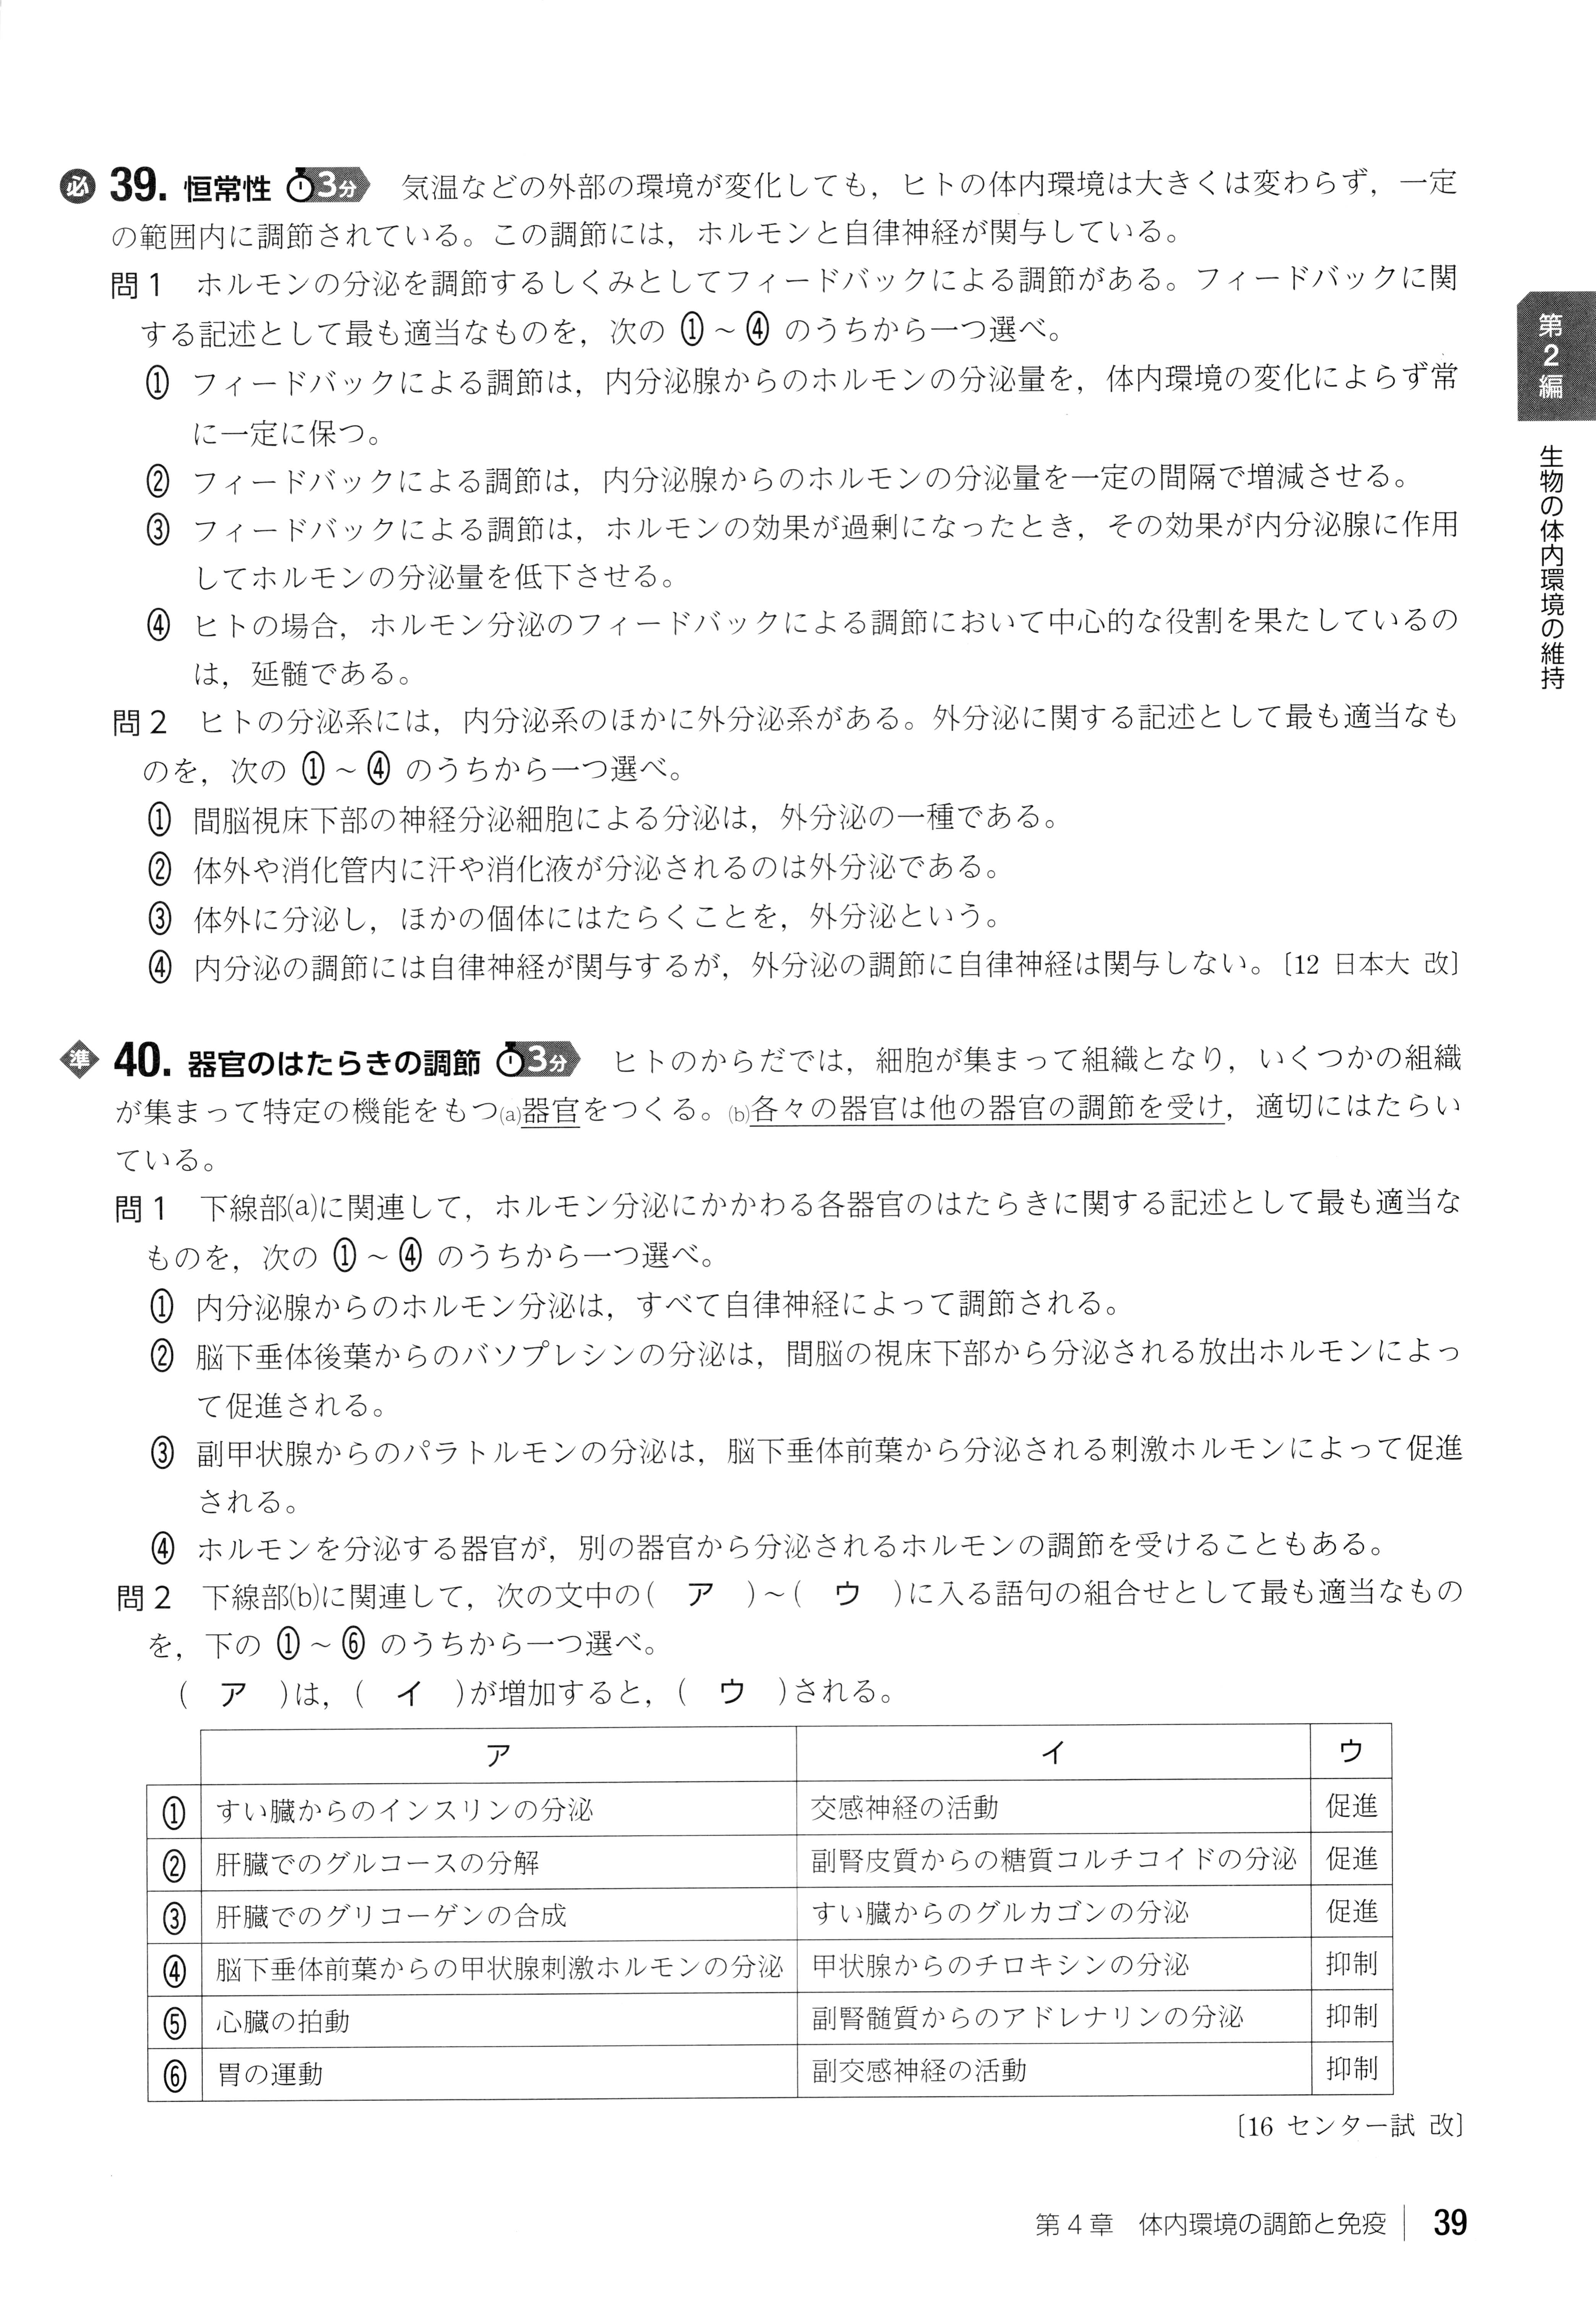 必 39. 恒常性 3分 気温などの外部の環境が変化しても，ヒトの体内環境は大きくは変わらず，一定
の範囲内に調節されている。この調節には，ホルモンと自律神経が関与している。
問1 ホルモンの分泌を調節するしくみとしてフィードバックによる調節がある。フィードバックに関
する記述として最も適当なものを，次の ①～④ のうちから一つ選べ。
① フィードバックによる調節は，内分泌腺からのホルモンの分泌量を，体内環境の変化によらず常
に一定に保つ。
② フィードバックによる調節は，内分泌腺からのホルモンの分泌量を一定の間隔で増減させる。
③ フィードバックによる調節は，ホルモンの効果が過剰になったとき，その効果が内分泌腺に作用
してホルモンの分泌量を低下させる。
④ ヒトの場合，ホルモン分泌のフィードバックによる調節において中心的な役割を果たしているの
は，延髄である。
問2 ヒトの分泌系には，内分泌系のほかに外分泌系がある。外分泌に関する記述として最も適当なも
のを，次の ①～④ のうちから一つ選べ。
① 間脳視床下部の神経分泌細胞による分泌は，外分泌の一種である。
② 体外や消化管内に汗や消化液が分泌されるのは外分泌である。
③ 体外に分泌し，ほかの個体にはたらくことを，外分泌という。
④ 内分泌の調節には自律神経が関与するが，外分泌の調節に自律神経は関与しない。〔12 日本大 改〕
準 40. 器官のはたらきの調節 3分 ヒトのからだでは，細胞が集まって組織となり，いくつかの組織
が集まって特定の機能をもつ(a)器官をつくる。(b)各々の器官は他の器官の調節を受け，適切にはたらい
ている。
問1 下線部(a)に関連して，ホルモン分泌にかかわる各器官のはたらきに関する記述として最も適当な
ものを，次の ①～④ のうちから一つ選べ。
① 内分泌腺からのホルモン分泌は，すべて自律神経によって調節される。
② 脳下垂体後葉からのバソプレシンの分泌は，間脳の視床下部から分泌される放出ホルモンによっ
て促進される。
③ 副甲状腺からのパラトルモンの分泌は，脳下垂体前葉から分泌される刺激ホルモンによって促進
される。
④ ホルモンを分泌する器官が，別の器官から分泌されるホルモンの調節を受けることもある。
問2 下線部(b)に関連して，次の文中の( ア )～( ウ )に入る語句の組合せとして最も適当なもの
を，下の ①～⑥ のうちから一つ選べ。
( ア )は，( イ )が増加すると，( ウ )される。
ア イ ウ
① すい臓からのインスリンの分泌 交感神経の活動 促進
② 肝臓でのグルコースの分解 副腎皮質からの糖質コルチコイドの分泌 促進
③ 肝臓でのグリコーゲンの合成 すい臓からのグルカゴンの分泌 促進
④ 脳下垂体前葉からの甲状腺刺激ホルモンの分泌 甲状腺からのチロキシンの分泌 抑制
⑤ 心臓の拍動 副腎髄質からのアドレナリンの分泌 抑制
⑥ 胃の運動 副交感神経の活動 抑制
〔16 センター試 改〕
第2編 生物の体内環境の維持
第4章 体内環境の調節と免疫 39